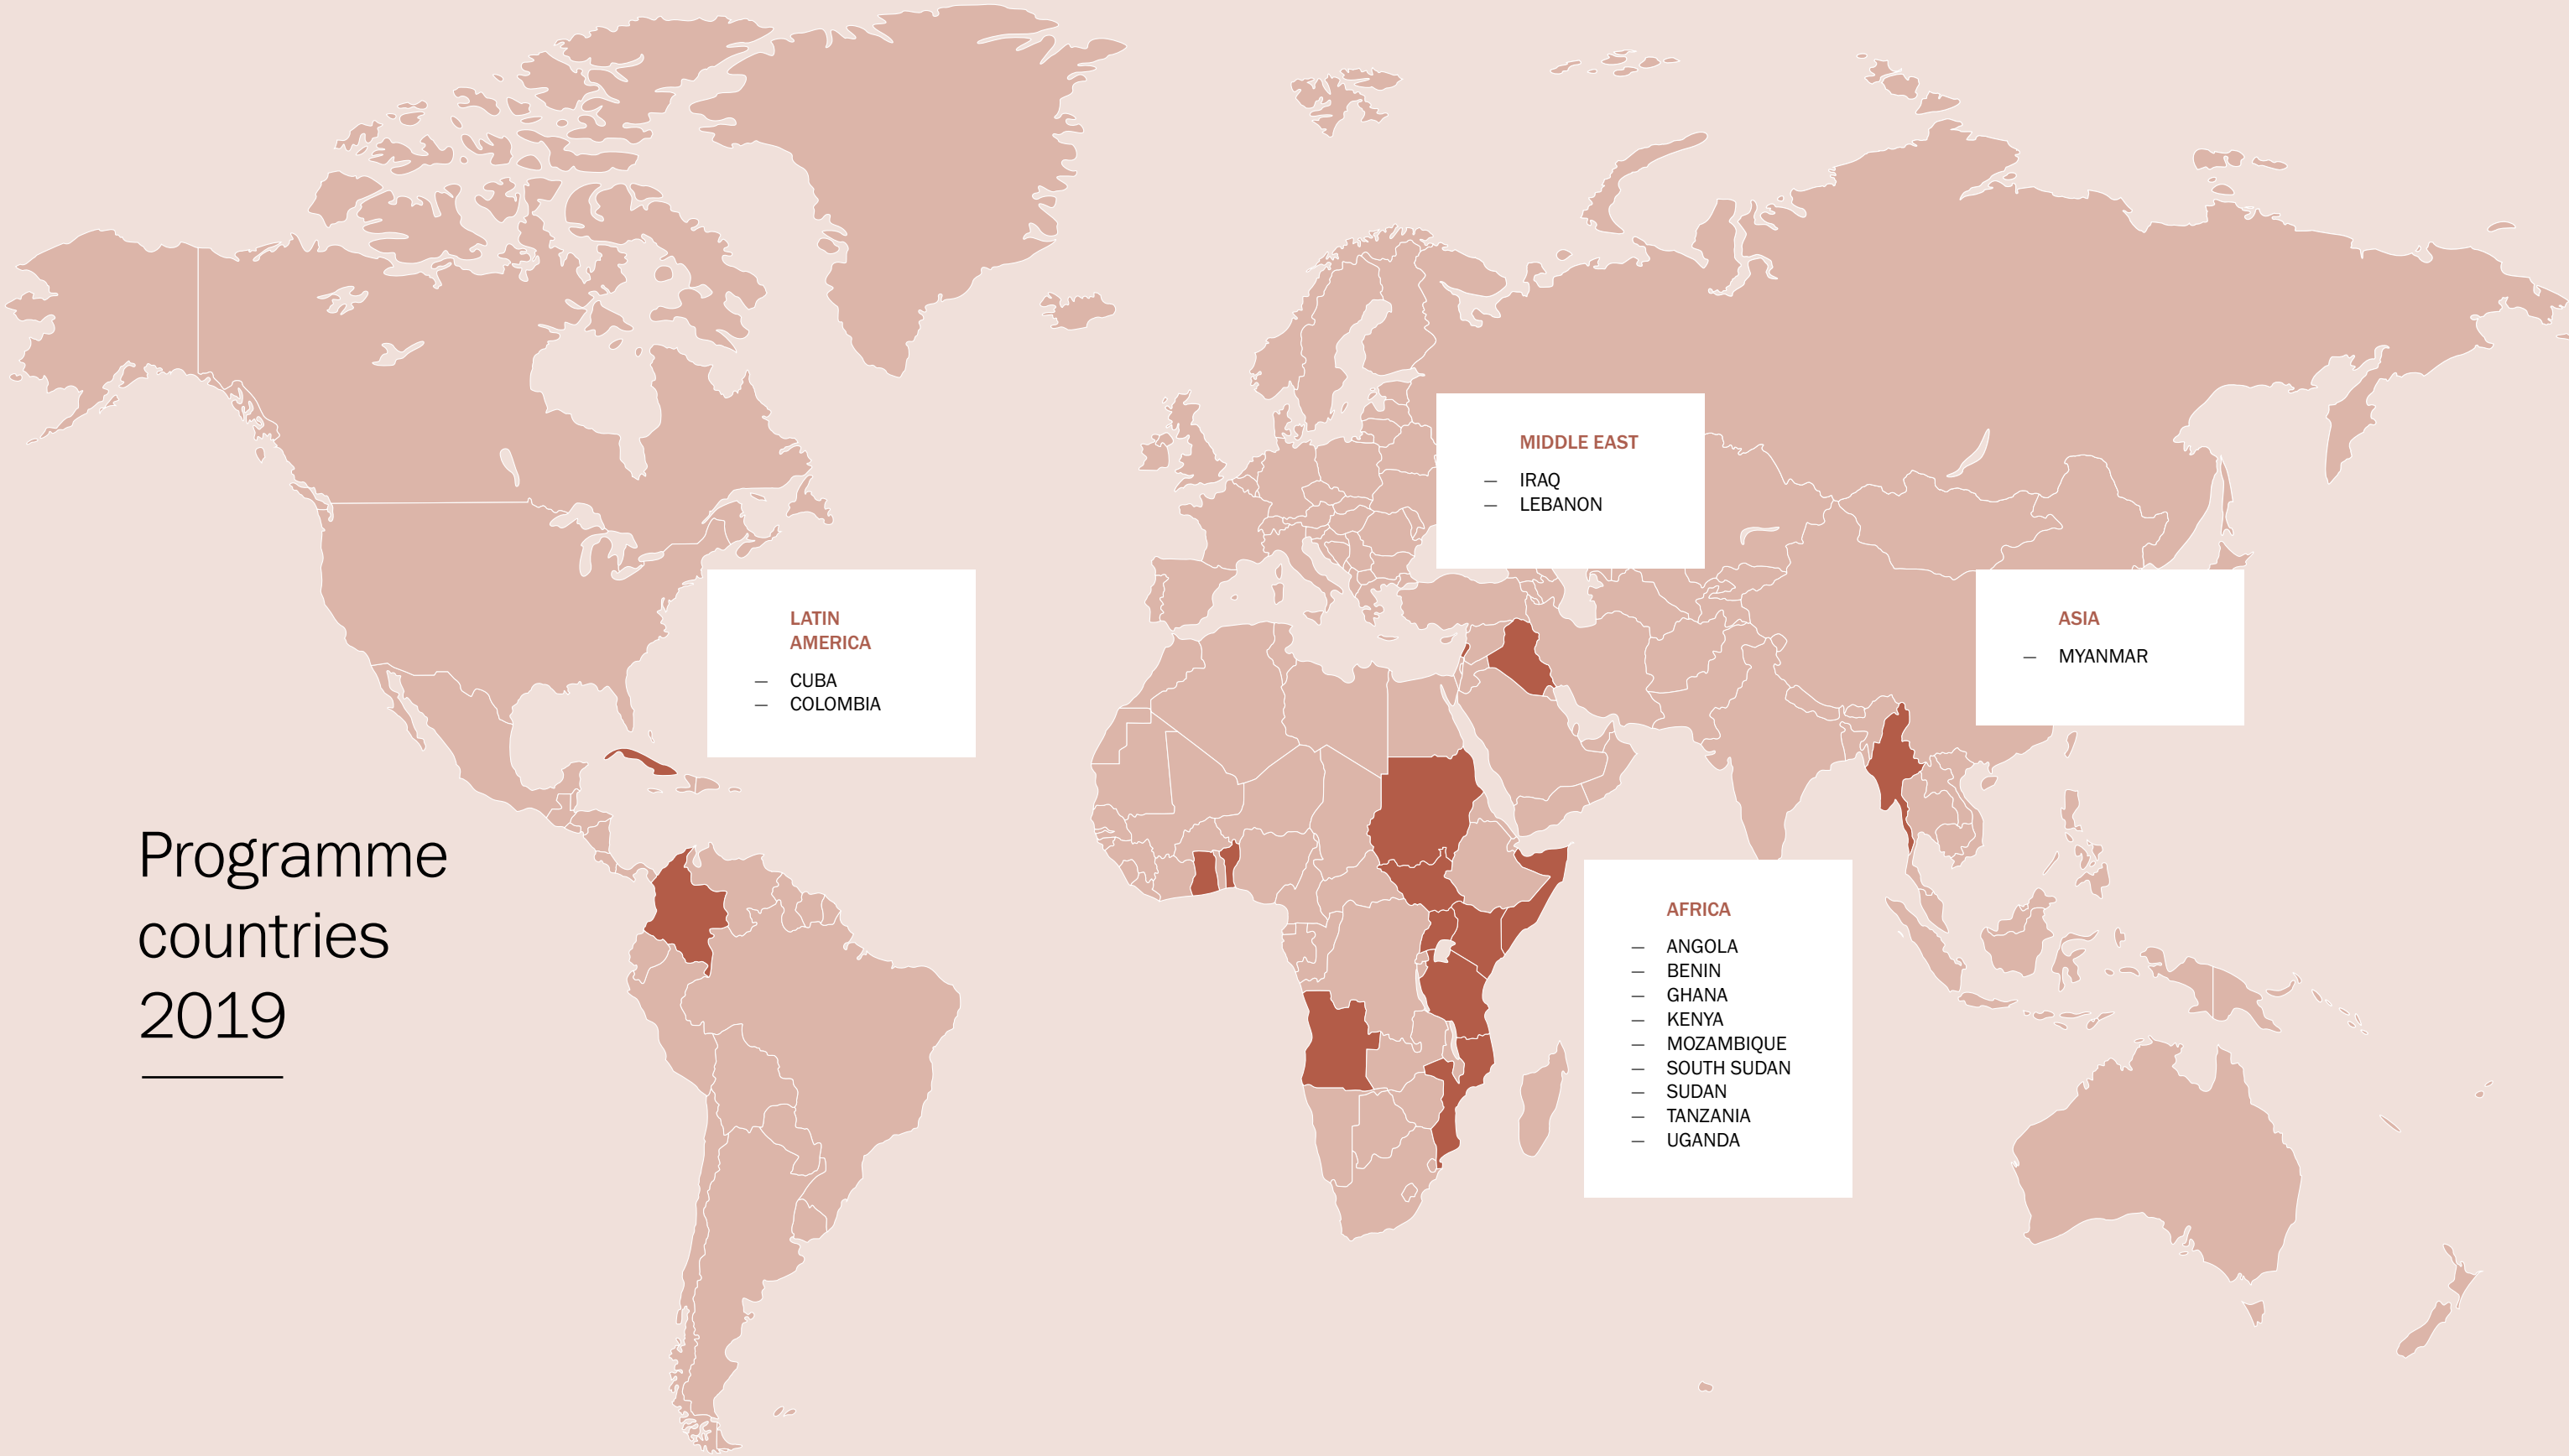 Programme
countries
2019
LATIN
AMERICA
— CUBA
— COLOMBIA
MIDDLE EAST
— IRAQ
— LEBANON
ASIA
— MYANMAR
AFRICA
— ANGOLA
— BENIN
— GHANA
— KENYA
— MOZAMBIQUE
— SOUTH SUDAN
— SUDAN
— TANZANIA
— UGANDA